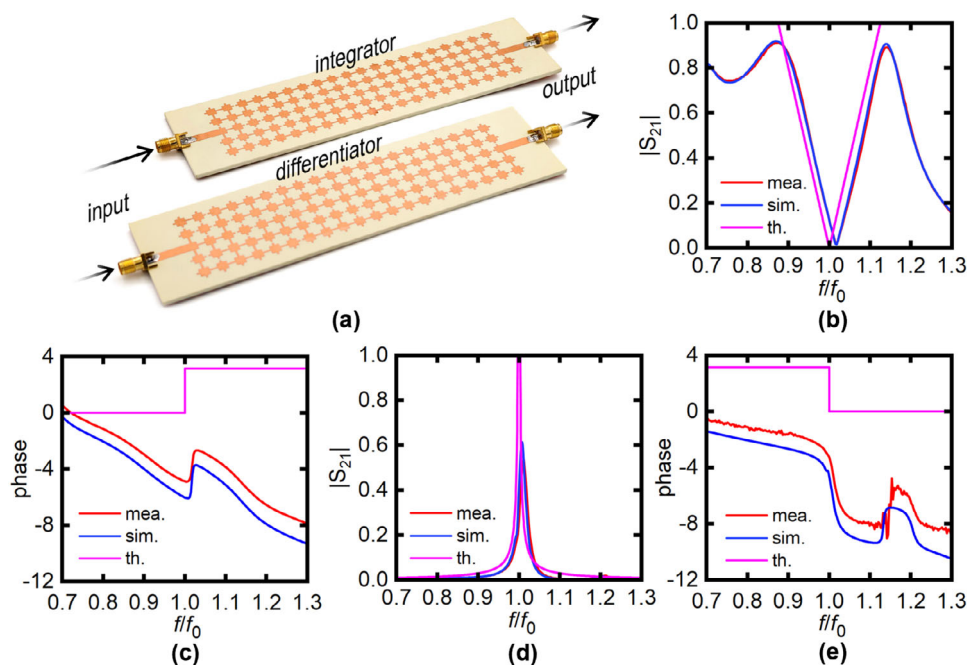 integrator
output
differentiator
input
(a)
|S21|
1.0
0.8
0.6
0.4
0.2
0.0
mea.
sim.
th.
0.7 0.8 0.9 1.0 1.1 1.2 1.3
f/f0
(b)
phase
4
0
-4
-8
-12
mea.
sim.
th.
0.7 0.8 0.9 1.0 1.1 1.2 1.3
f/f0
(c)
|S21|
1.0
0.8
0.6
0.4
0.2
0.0
mea.
sim.
th.
0.7 0.8 0.9 1.0 1.1 1.2 1.3
f/f0
(d)
phase
4
0
-4
-8
-12
mea.
sim.
th.
0.7 0.8 0.9 1.0 1.1 1.2 1.3
f/f0
(e)